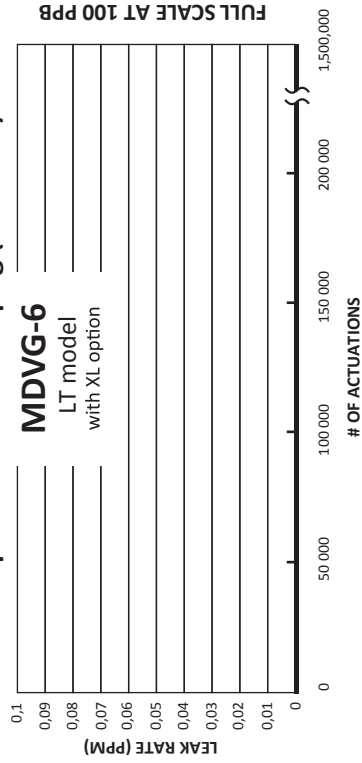 MDVG-6
LT model
with XL option
LEAK RATE (PPM)
0,1
0,09
0,08
0,07
0,06
0,05
0,04
0,03
0,02
0,01
0
0 50 000 100 000 150 000 200 000 1,500,000
# OF ACTUATIONS
FULL SCALE AT 100 PPB